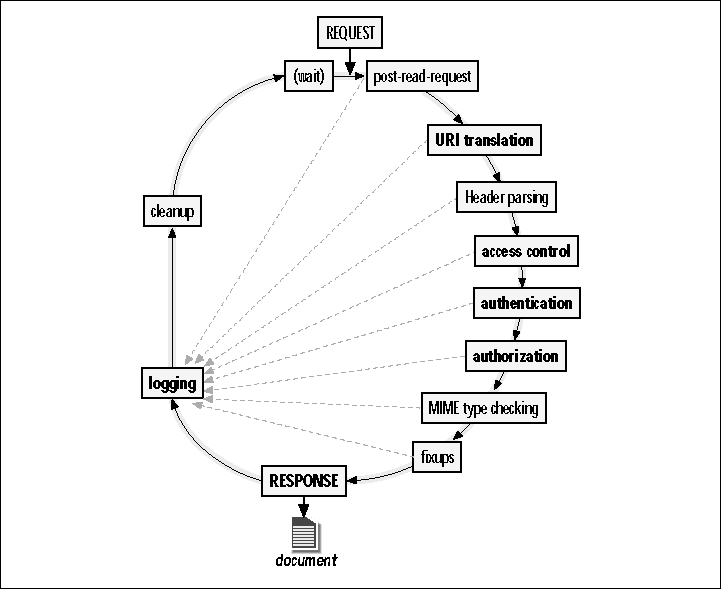 REQUEST
(wait)
post-read-request
URI translation
Header parsing
access control
authentication
authorization
MIME type checking
fixups
RESPONSE
document
logging
cleanup